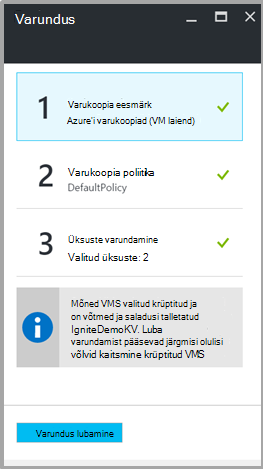 Varundus
1
Varukoopia eesmärk
Azure'i varukoopiad (VM laiend)
2
Varukoopia poliitika
DefaultPolicy
3
Üksuste varundamine
Valitud üksuste: 2
Mõned VMS valitud krüptitud ja
on võtmed ja saladusi talletatud
IgniteDemoKV. Luba
varundamist pääsevad järgmisi olulisi
võlvid kaitsmine krüptitud VMS
Varundus lubamine